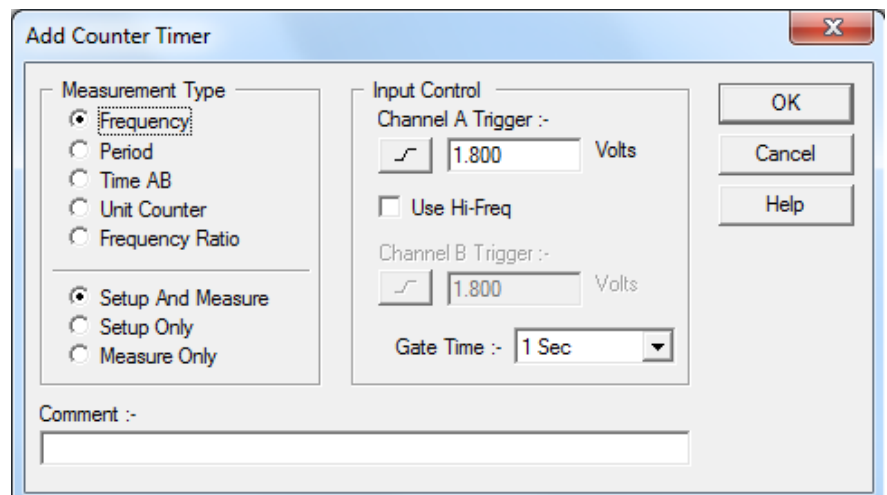 Add Counter Timer
Measurement Type
Frequency
Period
Time AB
Unit Counter
Frequency Ratio
Setup And Measure
Setup Only
Measure Only
Input Control
Channel A Trigger :-
1.800 Volts
Use Hi-Freq
Channel B Trigger :-
1.800 Volts
Gate Time :- 1 Sec
OK
Cancel
Help
Comment :-